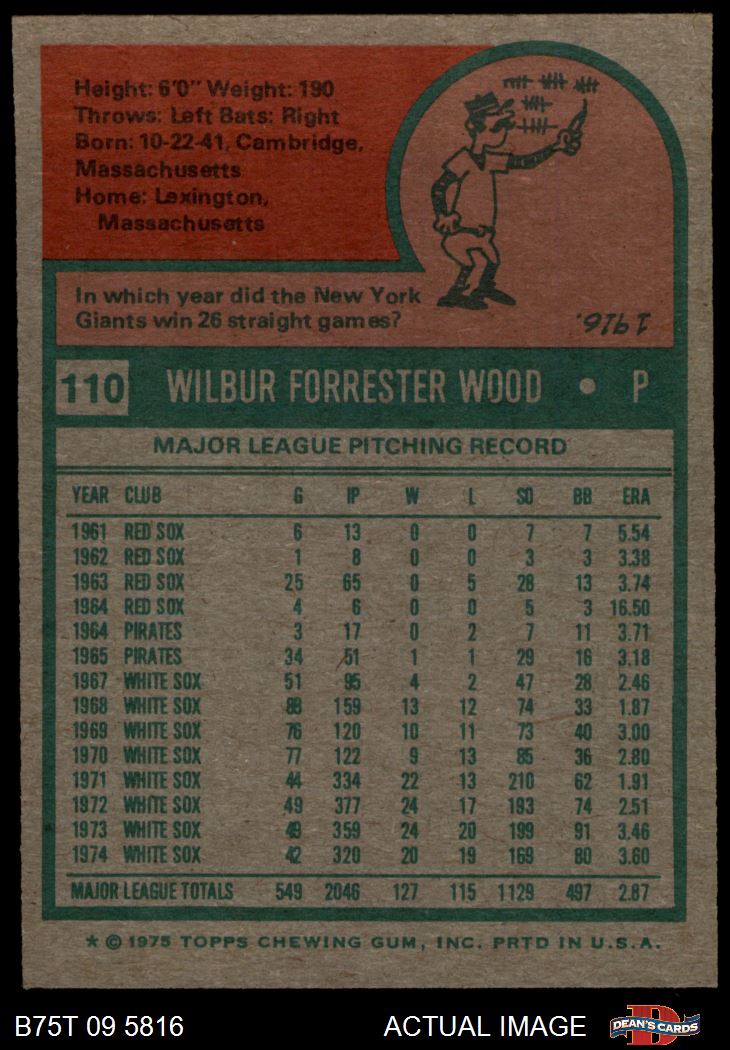 Height: 6'0" Weight: 190
Throws: Left Bats: Right
Born: 10-22-41, Cambridge,
Massachusetts
Home: Lexington,
Massachusetts
In which year did the New York
Giants win 26 straight games?
1916.
110 WILBUR FORRESTER WOOD • P
MAJOR LEAGUE PITCHING RECORD
YEAR CLUB G IP W L SO BB ERA
1961 RED SOX 6 13 0 0 7 7 5.54
1962 RED SOX 1 8 0 0 3 3 3.38
1963 RED SOX 25 65 0 5 28 13 3.74
1964 RED SOX 4 6 0 0 5 3 16.50
1964 PIRATES 3 17 0 2 7 11 3.71
1965 PIRATES 34 51 1 1 29 16 3.18
1967 WHITE SOX 51 95 4 2 47 28 2.46
1968 WHITE SOX 88 159 13 12 74 33 1.87
1969 WHITE SOX 76 120 10 11 73 40 3.00
1970 WHITE SOX 77 122 9 13 85 36 2.80
1971 WHITE SOX 44 334 22 13 210 62 1.91
1972 WHITE SOX 49 377 24 17 193 74 2.51
1973 WHITE SOX 49 359 24 20 199 91 3.46
1974 WHITE SOX 42 320 20 19 169 80 3.60
MAJOR LEAGUE TOTALS 549 2046 127 115 1129 497 2.87
* © 1975 TOPPS CHEWING GUM, INC. PRTD IN U.S.A.
B75T 09 5816 ACTUAL IMAGE DEAN'S CARDS